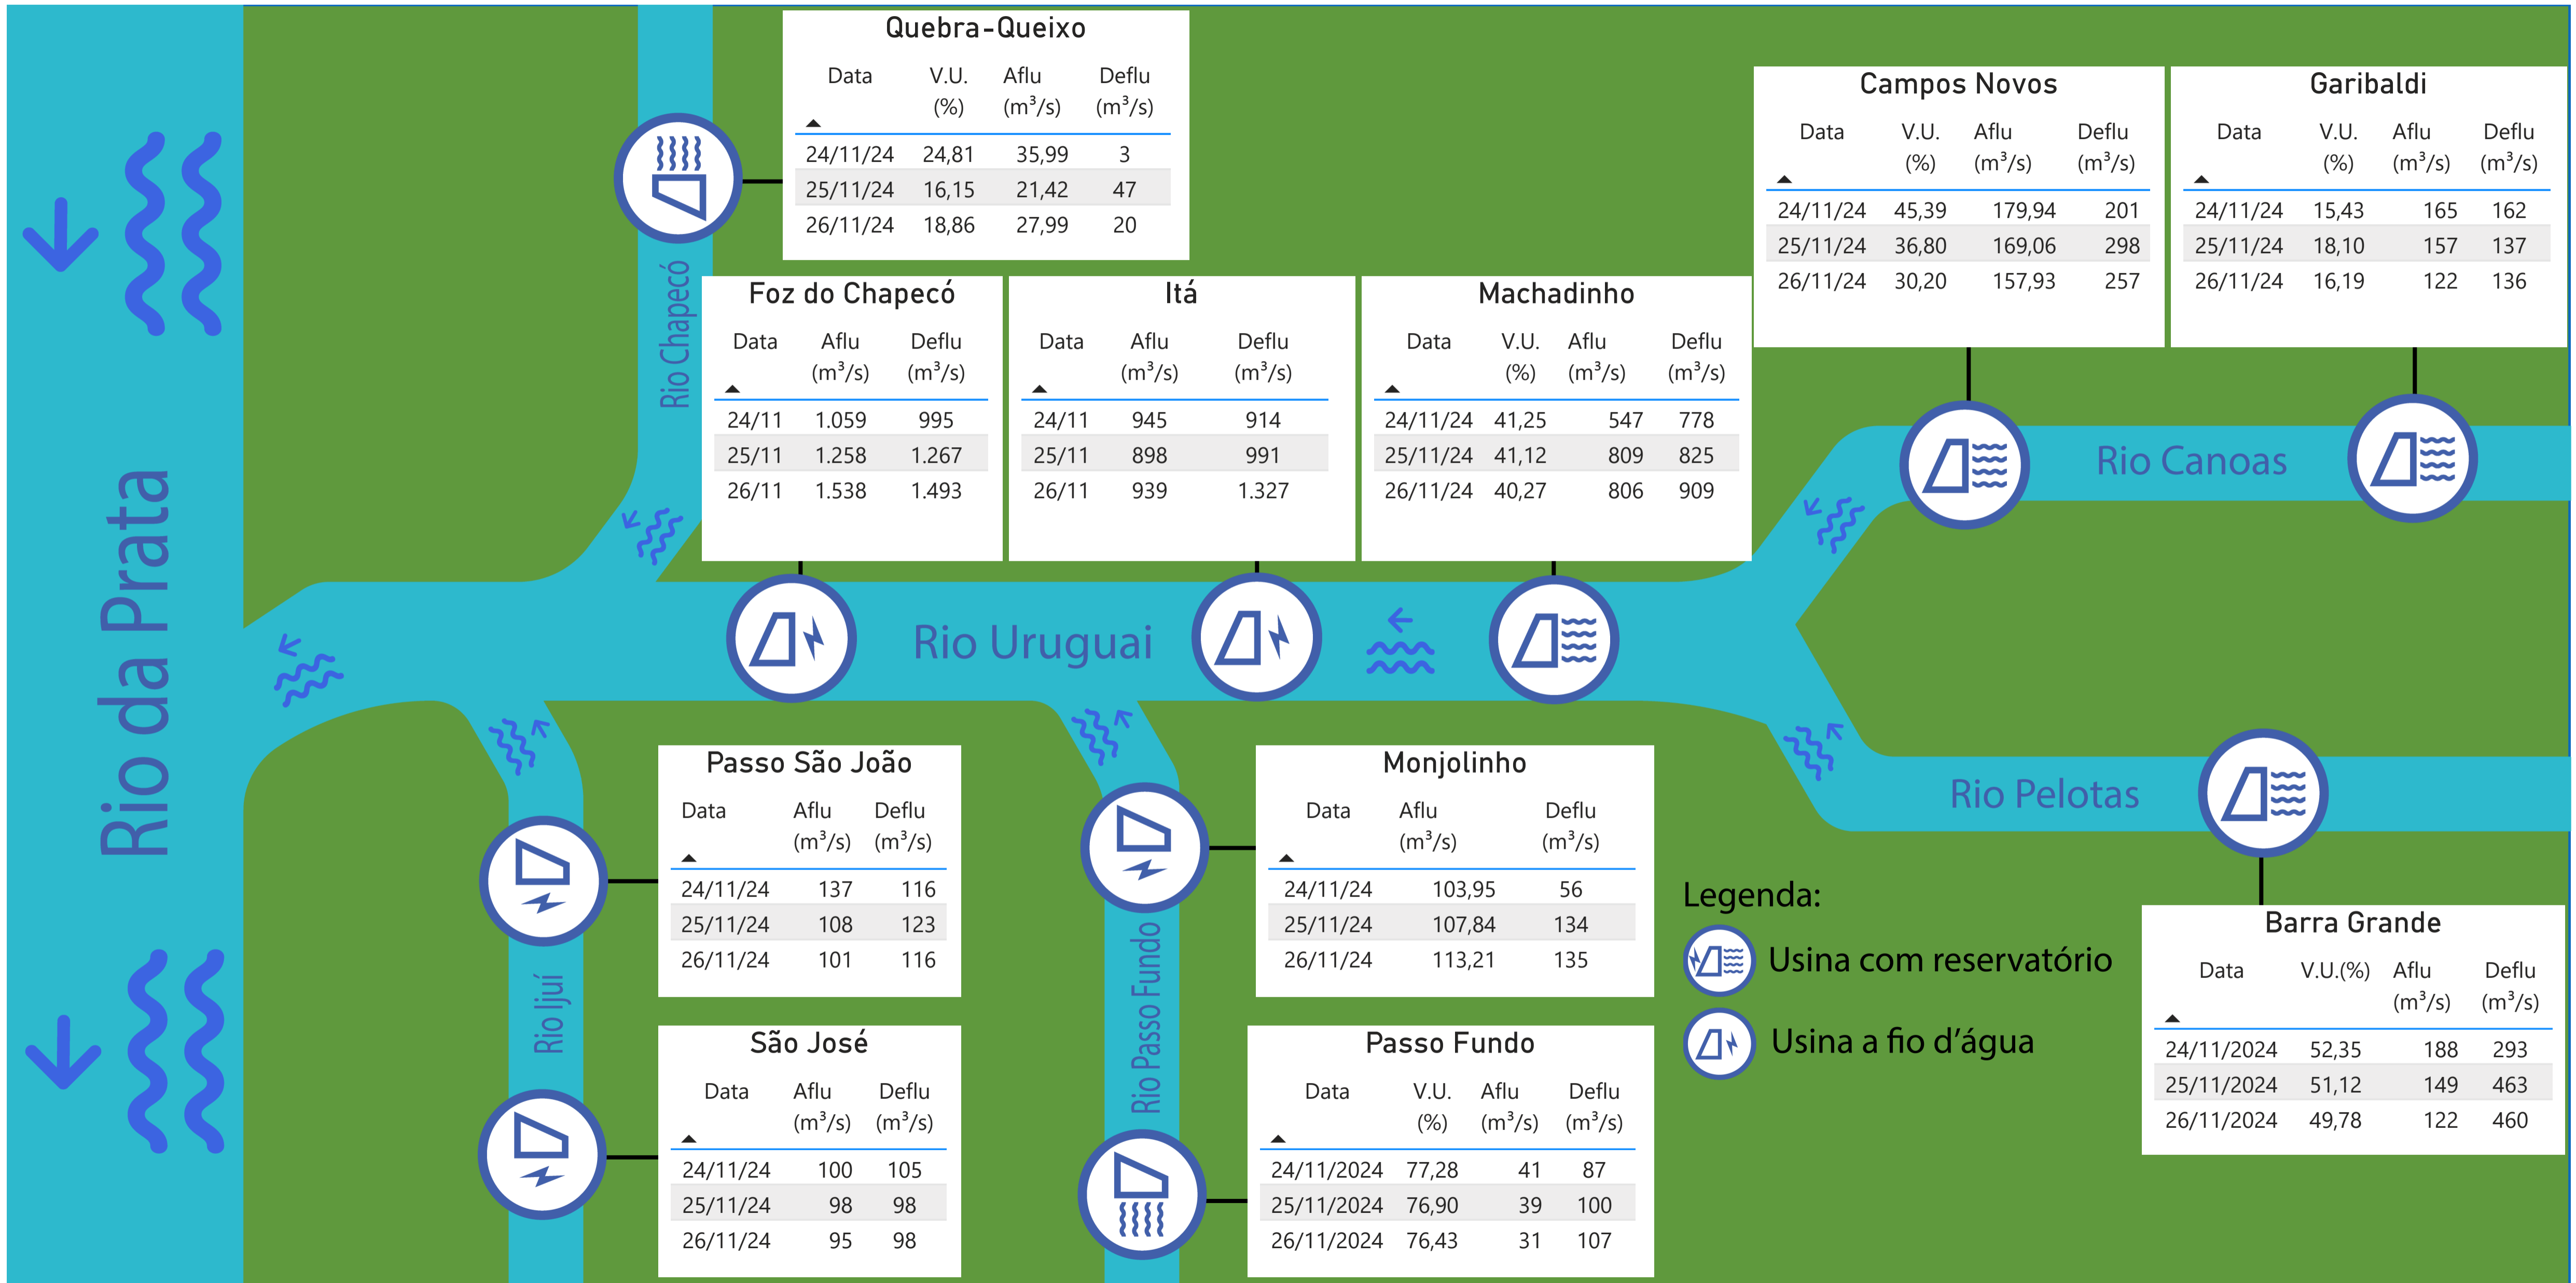 Quebra-Queixo
Data V.U. (%) Aflu (m³/s) Deflu (m³/s)
24/11/24 24,81 35,99 3
25/11/24 16,15 21,42 47
26/11/24 18,86 27,99 20
Campos Novos
Data V.U. (%) Aflu (m³/s) Deflu (m³/s)
24/11/24 45,39 179,94 201
25/11/24 36,80 169,06 298
26/11/24 30,20 157,93 257
Garibaldi
Data V.U. (%) Aflu (m³/s) Deflu (m³/s)
24/11/24 15,43 165 162
25/11/24 18,10 157 137
26/11/24 16,19 122 136
Rio Chapecó
Foz do Chapecó
Data Aflu (m³/s) Deflu (m³/s)
24/11 1.059 995
25/11 1.258 1.267
26/11 1.538 1.493
Itá
Data Aflu (m³/s) Deflu (m³/s)
24/11 945 914
25/11 898 991
26/11 939 1.327
Machadinho
Data V.U. (%) Aflu (m³/s) Deflu (m³/s)
24/11/24 41,25 547 778
25/11/24 41,12 809 825
26/11/24 40,27 806 909
Rio Canoas
Rio da Prata
Rio Uruguai
Rio Pelotas
Passo São João
Data Aflu (m³/s) Deflu (m³/s)
24/11/24 137 116
25/11/24 108 123
26/11/24 101 116
Monjolinho
Data Aflu (m³/s) Deflu (m³/s)
24/11/24 103,95 56
25/11/24 107,84 134
26/11/24 113,21 135
Legenda:
Usina com reservatório
Usina a fio d’água
Barra Grande
Data V.U.(%) Aflu (m³/s) Deflu (m³/s)
24/11/2024 52,35 188 293
25/11/2024 51,12 149 463
26/11/2024 49,78 122 460
Rio Ijuí
Rio Passo Fundo
São José
Data Aflu (m³/s) Deflu (m³/s)
24/11/24 100 105
25/11/24 98 98
26/11/24 95 98
Passo Fundo
Data V.U. (%) Aflu (m³/s) Deflu (m³/s)
24/11/2024 77,28 41 87
25/11/2024 76,90 39 100
26/11/2024 76,43 31 107